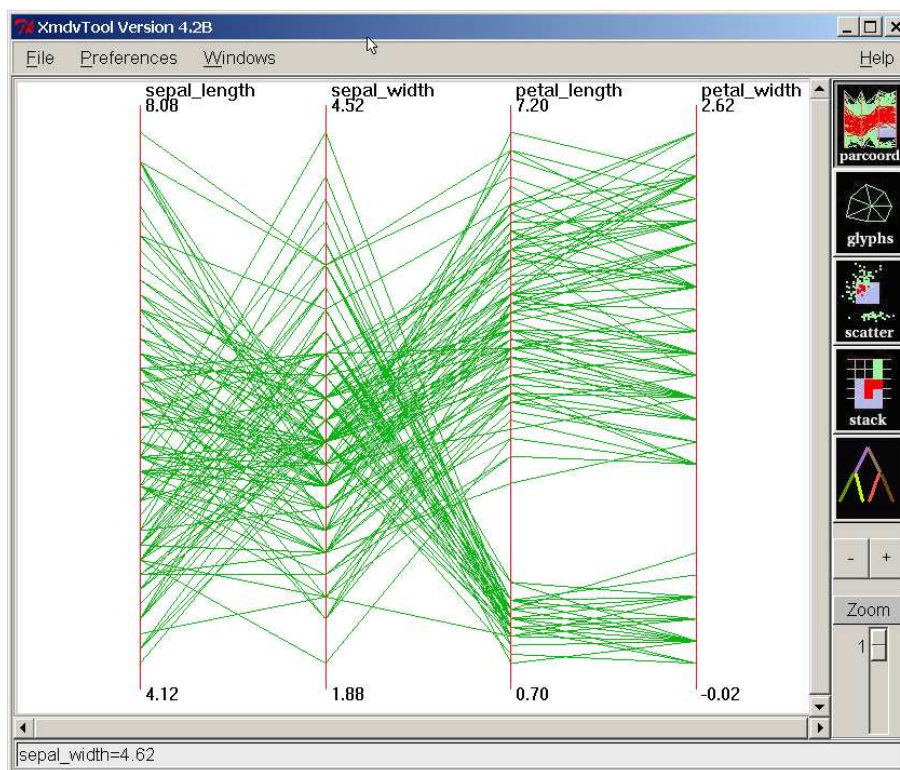 XmdvTool Version 4.2B
File Preferences Windows Help
sepal_length sepal_width petal_length petal_width
8.08 4.52 7.20 2.62
parcoord
glyphs
scatter
stack
- +
Zoom
1
4.12 1.88 0.70 -0.02
sepal_width=4.62